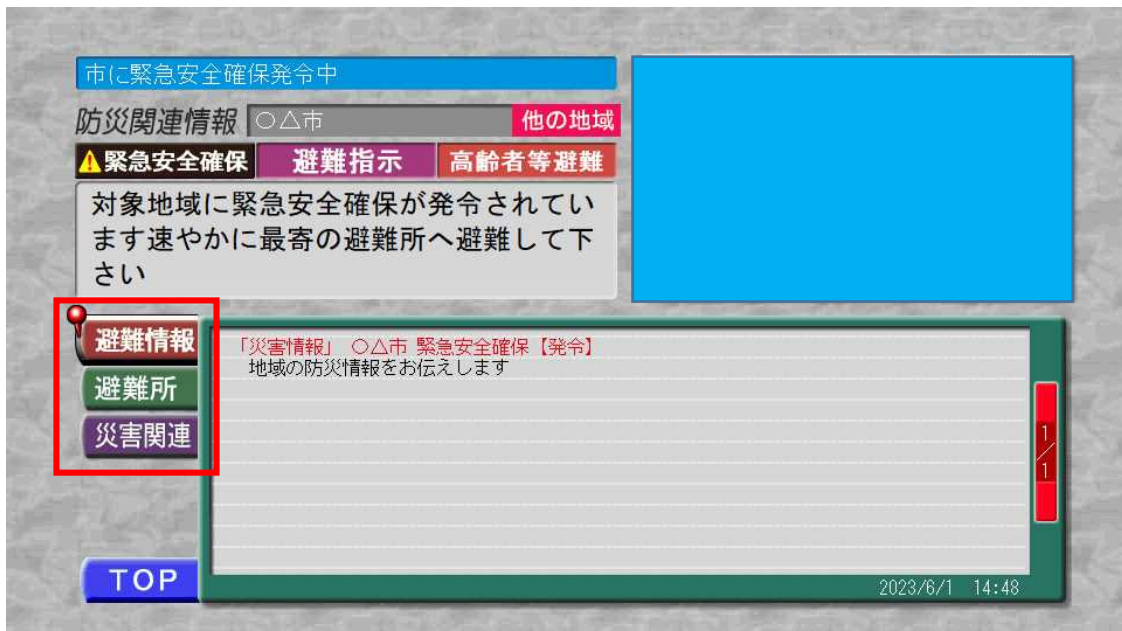 市に緊急安全確保発令中
防災関連情報 ○△市 他の地域
緊急安全確保 避難指示 高齢者等避難
対象地域に緊急安全確保が発令されてい
ます速やかに最寄の避難所へ避難して下
さい
避難情報
避難所
災害関連
「災害情報」 ○△市 緊急安全確保【発令】
地域の防災情報をお伝えします
1/1
TOP
2023/6/1 14:48